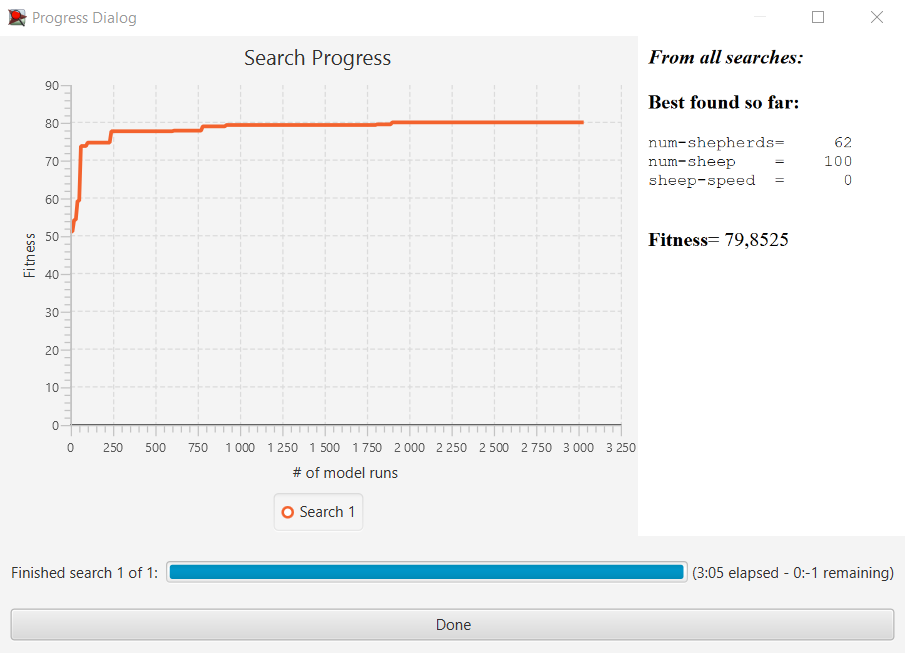 Progress Dialog
Search Progress
90
80
70
60
50
40
30
20
10
0
Fitness
0 250 500 750 1 000 1 250 1 500 1 750 2 000 2 250 2 500 2 750 3 000 3 250
# of model runs
Search 1
From all searches:
Best found so far:
num-shepherds= 62
num-sheep = 100
sheep-speed = 0
Fitness= 79,8525
Finished search 1 of 1: (3:05 elapsed - 0:-1 remaining)
Done